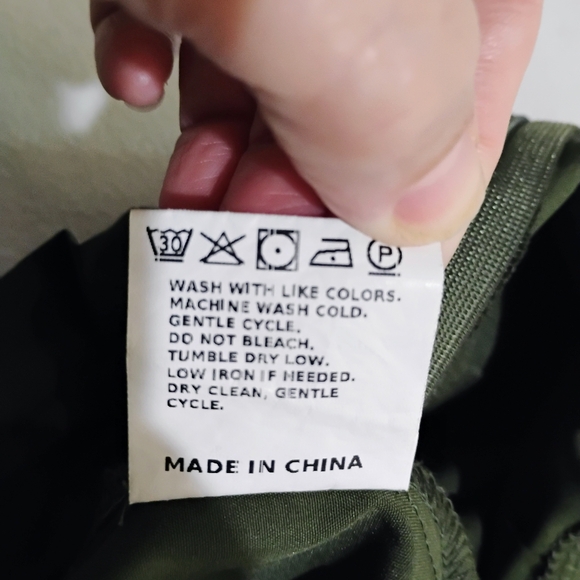 30 P
WASH WITH LIKE COLORS.
MACHINE WASH COLD.
GENTLE CYCLE.
DO NOT BLEACH.
TUMBLE DRY LOW.
LOW IRON IF NEEDED.
DRY CLEAN, GENTLE
CYCLE.
MADE IN CHINA